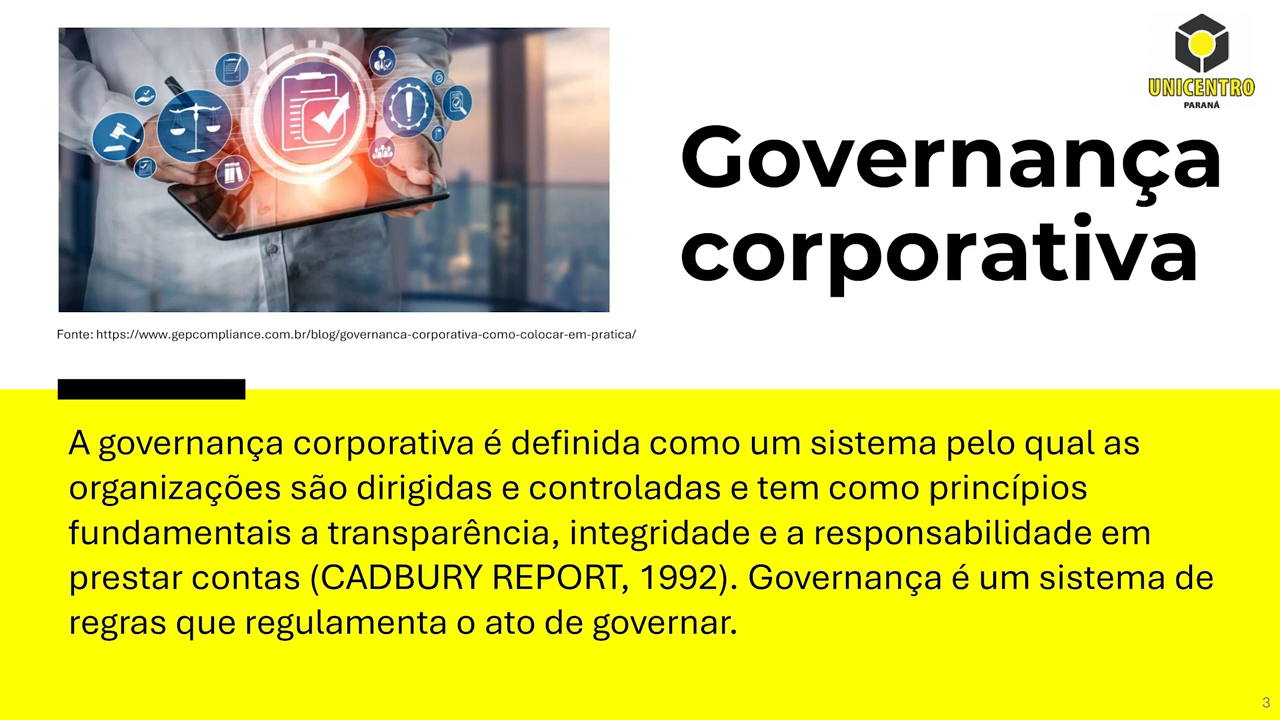 UNICENTRO
PARANÁ
Governança
corporativa
Fonte: https://www.gepcompliance.com.br/blog/governanca-corporativa-como-colocar-em-pratica/
A governança corporativa é definida como um sistema pelo qual as
organizações são dirigidas e controladas e tem como princípios
fundamentais a transparência, integridade e a responsabilidade em
prestar contas (CADBURY REPORT, 1992). Governança é um sistema de
regras que regulamenta o ato de governar.
3